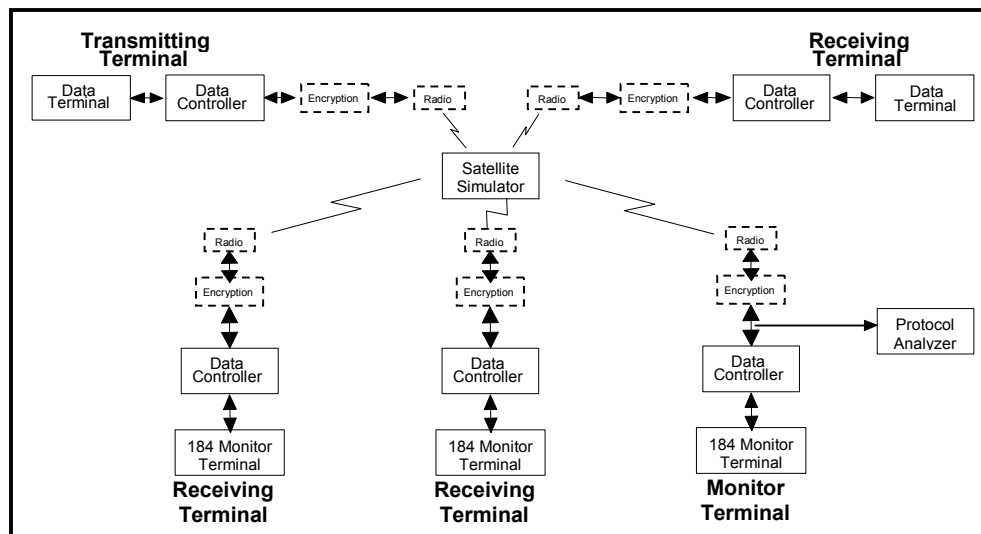 Transmitting
Terminal
Receiving
Terminal
Data
Terminal
Data
Controller
Encryption
Radio
Radio
Encryption
Data
Controller
Data
Terminal
Satellite
Simulator
Radio
Radio
Radio
Encryption
Encryption
Encryption
Protocol
Analyzer
Data
Controller
Data
Controller
Data
Controller
184 Monitor
Terminal
184 Monitor
Terminal
184 Monitor
Terminal
Receiving
Terminal
Receiving
Terminal
Monitor
Terminal